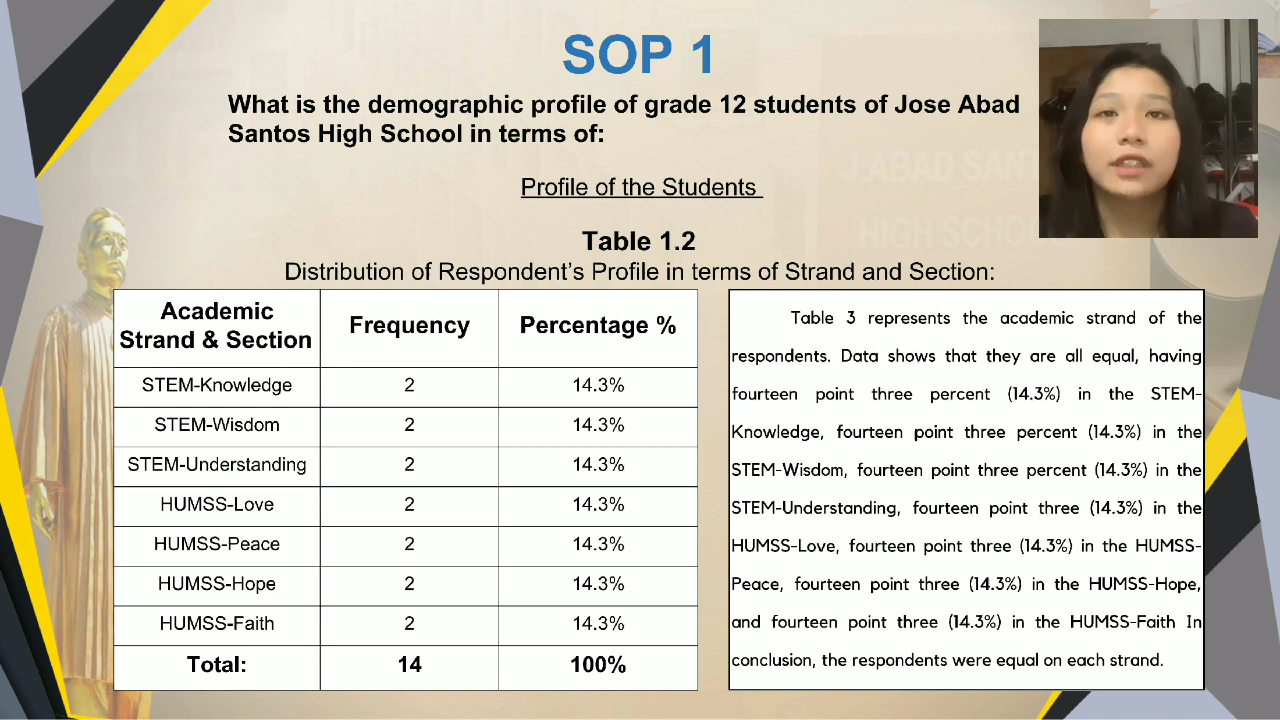 SOP 1
What is the demographic profile of grade 12 students of Jose Abad
Santos High School in terms of:
Profile of the Students
J.ABAD SANT
HIGH SCHOO
Table 1.2
Distribution of Respondent's Profile in terms of Strand and Section:
Academic
Strand & Section
Frequency
Percentage %
STEM-Knowledge 2 14.3%
STEM-Wisdom 2 14.3%
STEM-Understanding 2 14.3%
HUMSS-Love 2 14.3%
HUMSS-Peace 2 14.3%
HUMSS-Hope 2 14.3%
HUMSS-Faith 2 14.3%
Total: 14 100%
Table 3 represents the academic strand of the
respondents. Data shows that they are all equal, having
fourteen point three percent (14.3%) in the STEM-
Knowledge, fourteen point three percent (14.3%) in the
STEM-Wisdom, fourteen point three percent (14.3%) in the
STEM-Understanding, fourteen point three (14.3%) in the
HUMSS-Love, fourteen point three (14.3%) in the HUMSS-
Peace, fourteen point three (14.3%) in the HUMSS-Hope,
and fourteen point three (14.3%) in the HUMSS-Faith In
conclusion, the respondents were equal on each strand.